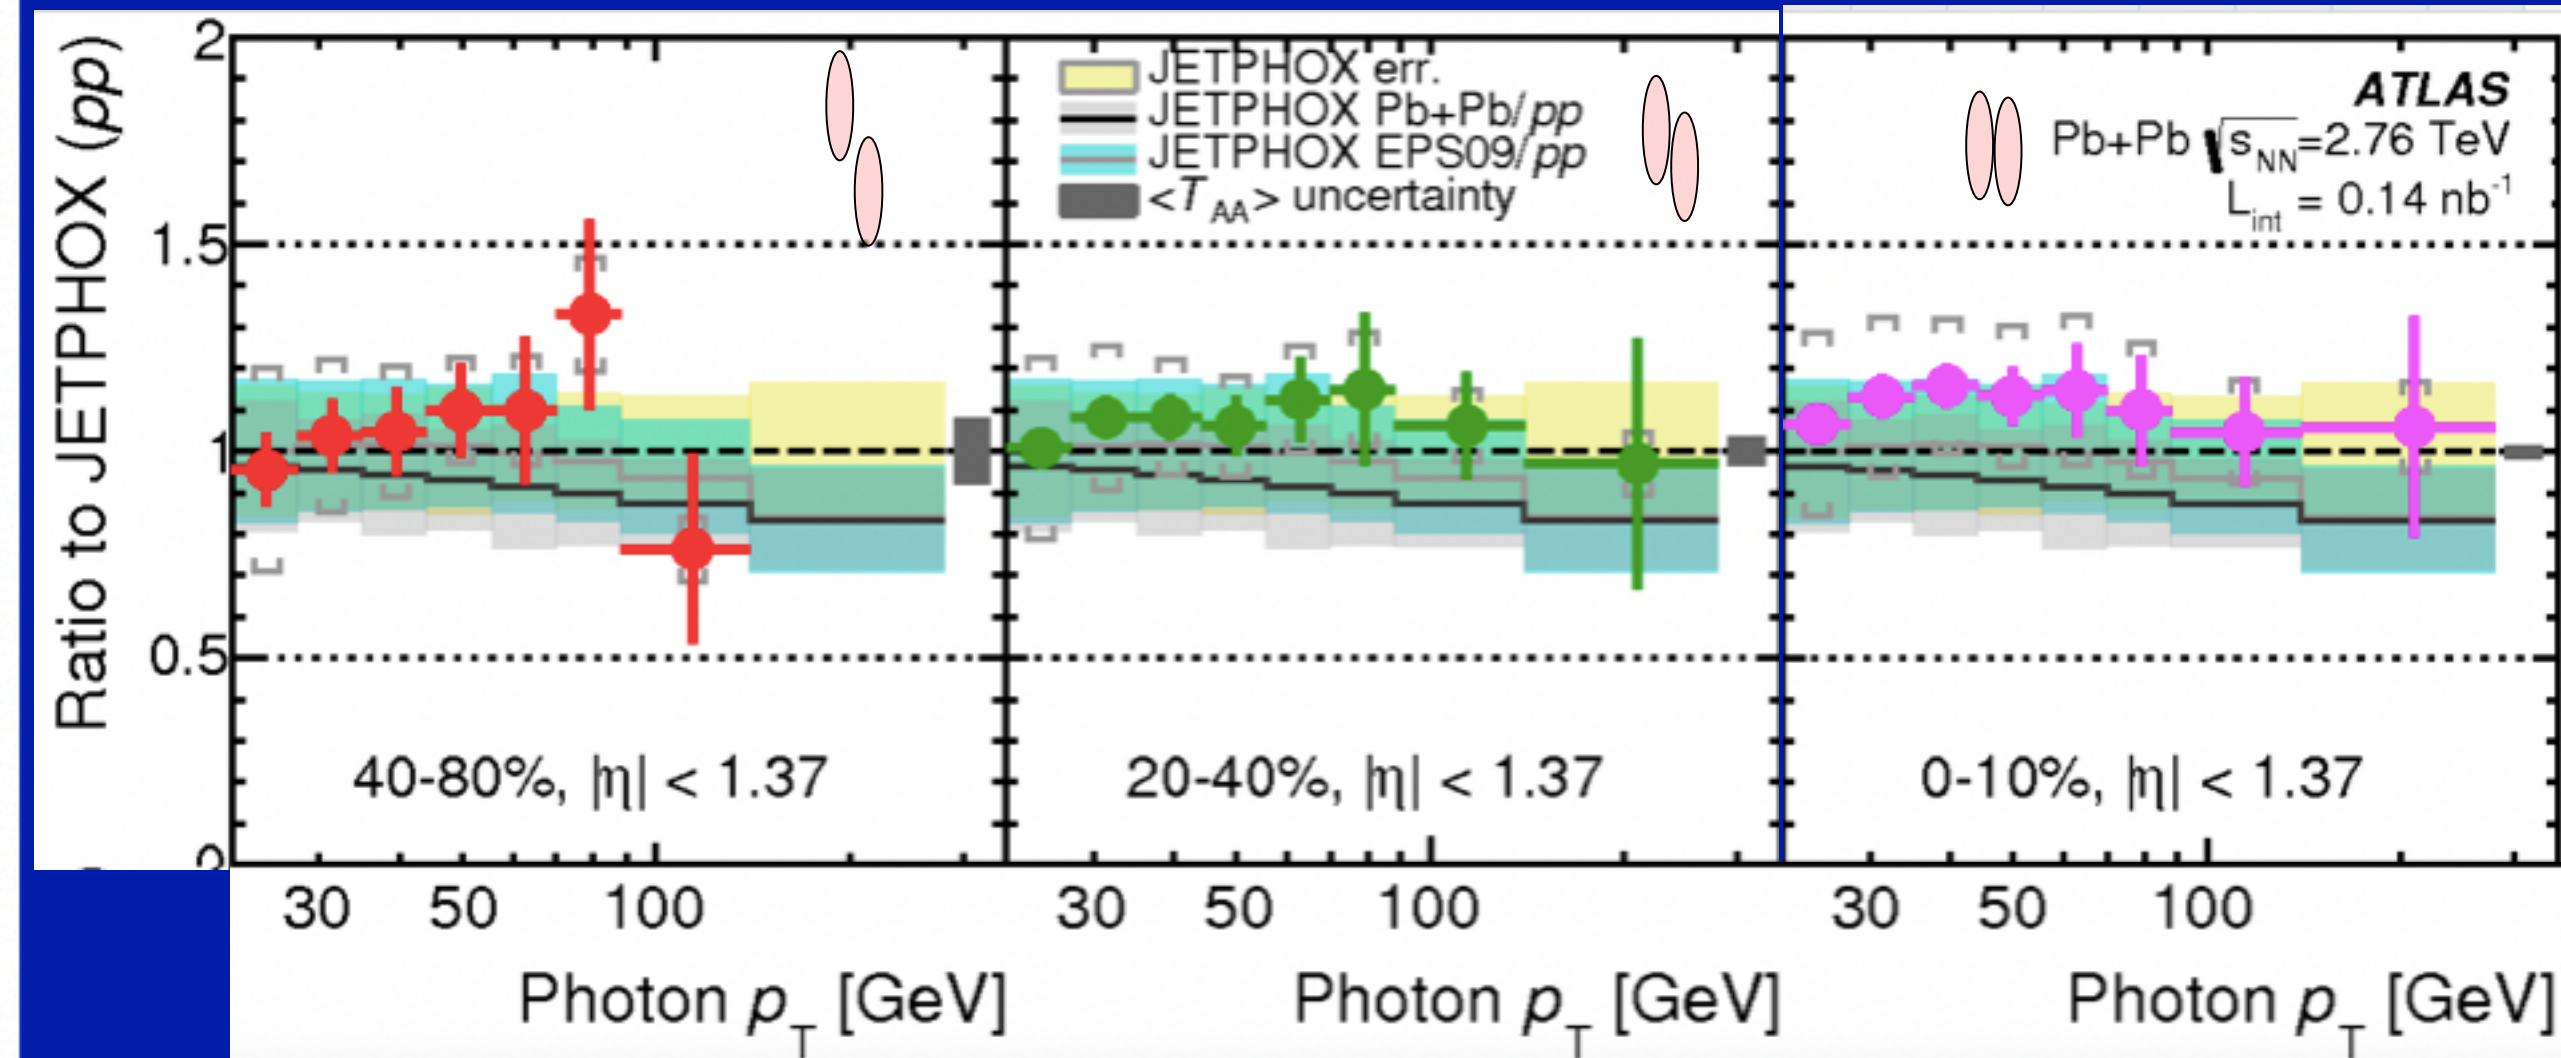 Ratio to JETPHOX (pp)
2
1.5
1
0.5
JETPHOX err.
JETPHOX Pb+Pb/pp
JETPHOX EPS09/pp
<T_AA> uncertainty
ATLAS
Pb+Pb √s_NN=2.76 TeV
L_int = 0.14 nb⁻¹
40-80%, |η| < 1.37
20-40%, |η| < 1.37
0-10%, |η| < 1.37
30 50 100
30 50 100
30 50 100
Photon p_T [GeV]
Photon p_T [GeV]
Photon p_T [GeV]